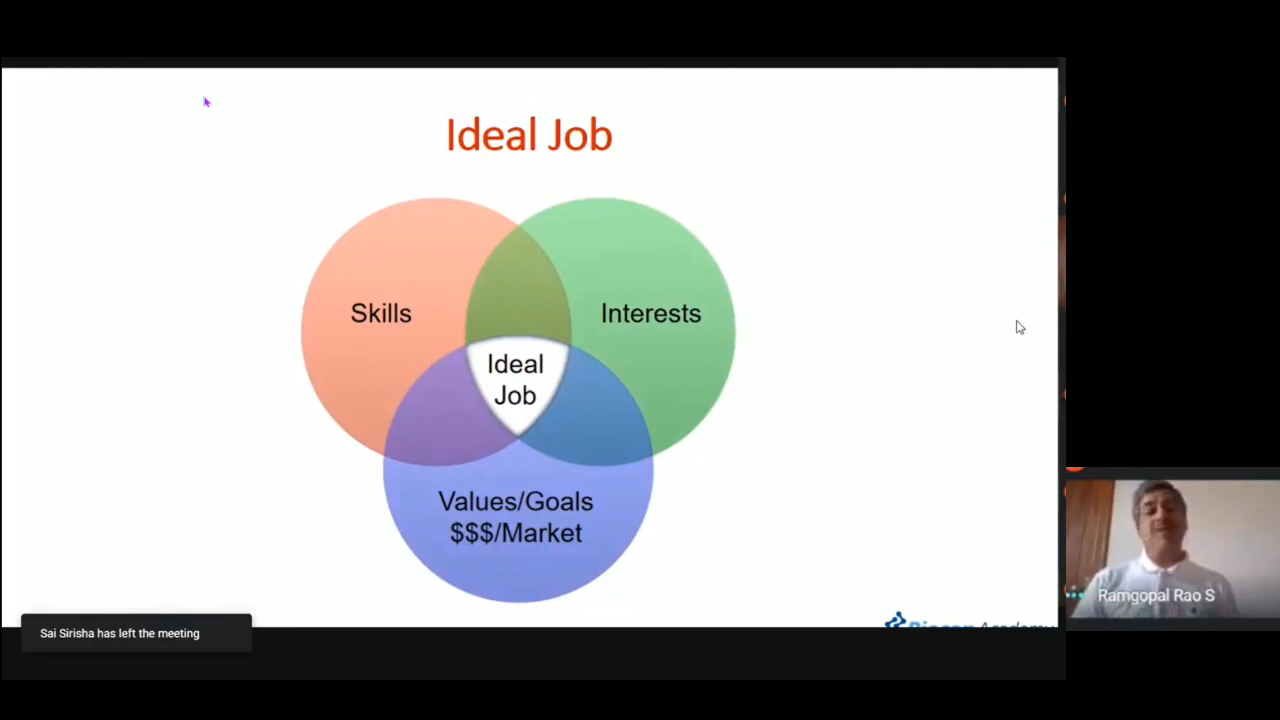 Ideal Job
Skills
Interests
Ideal
Job
Values/Goals
$$$/Market
Ramgopal Rao S
Sai Sirisha has left the meeting